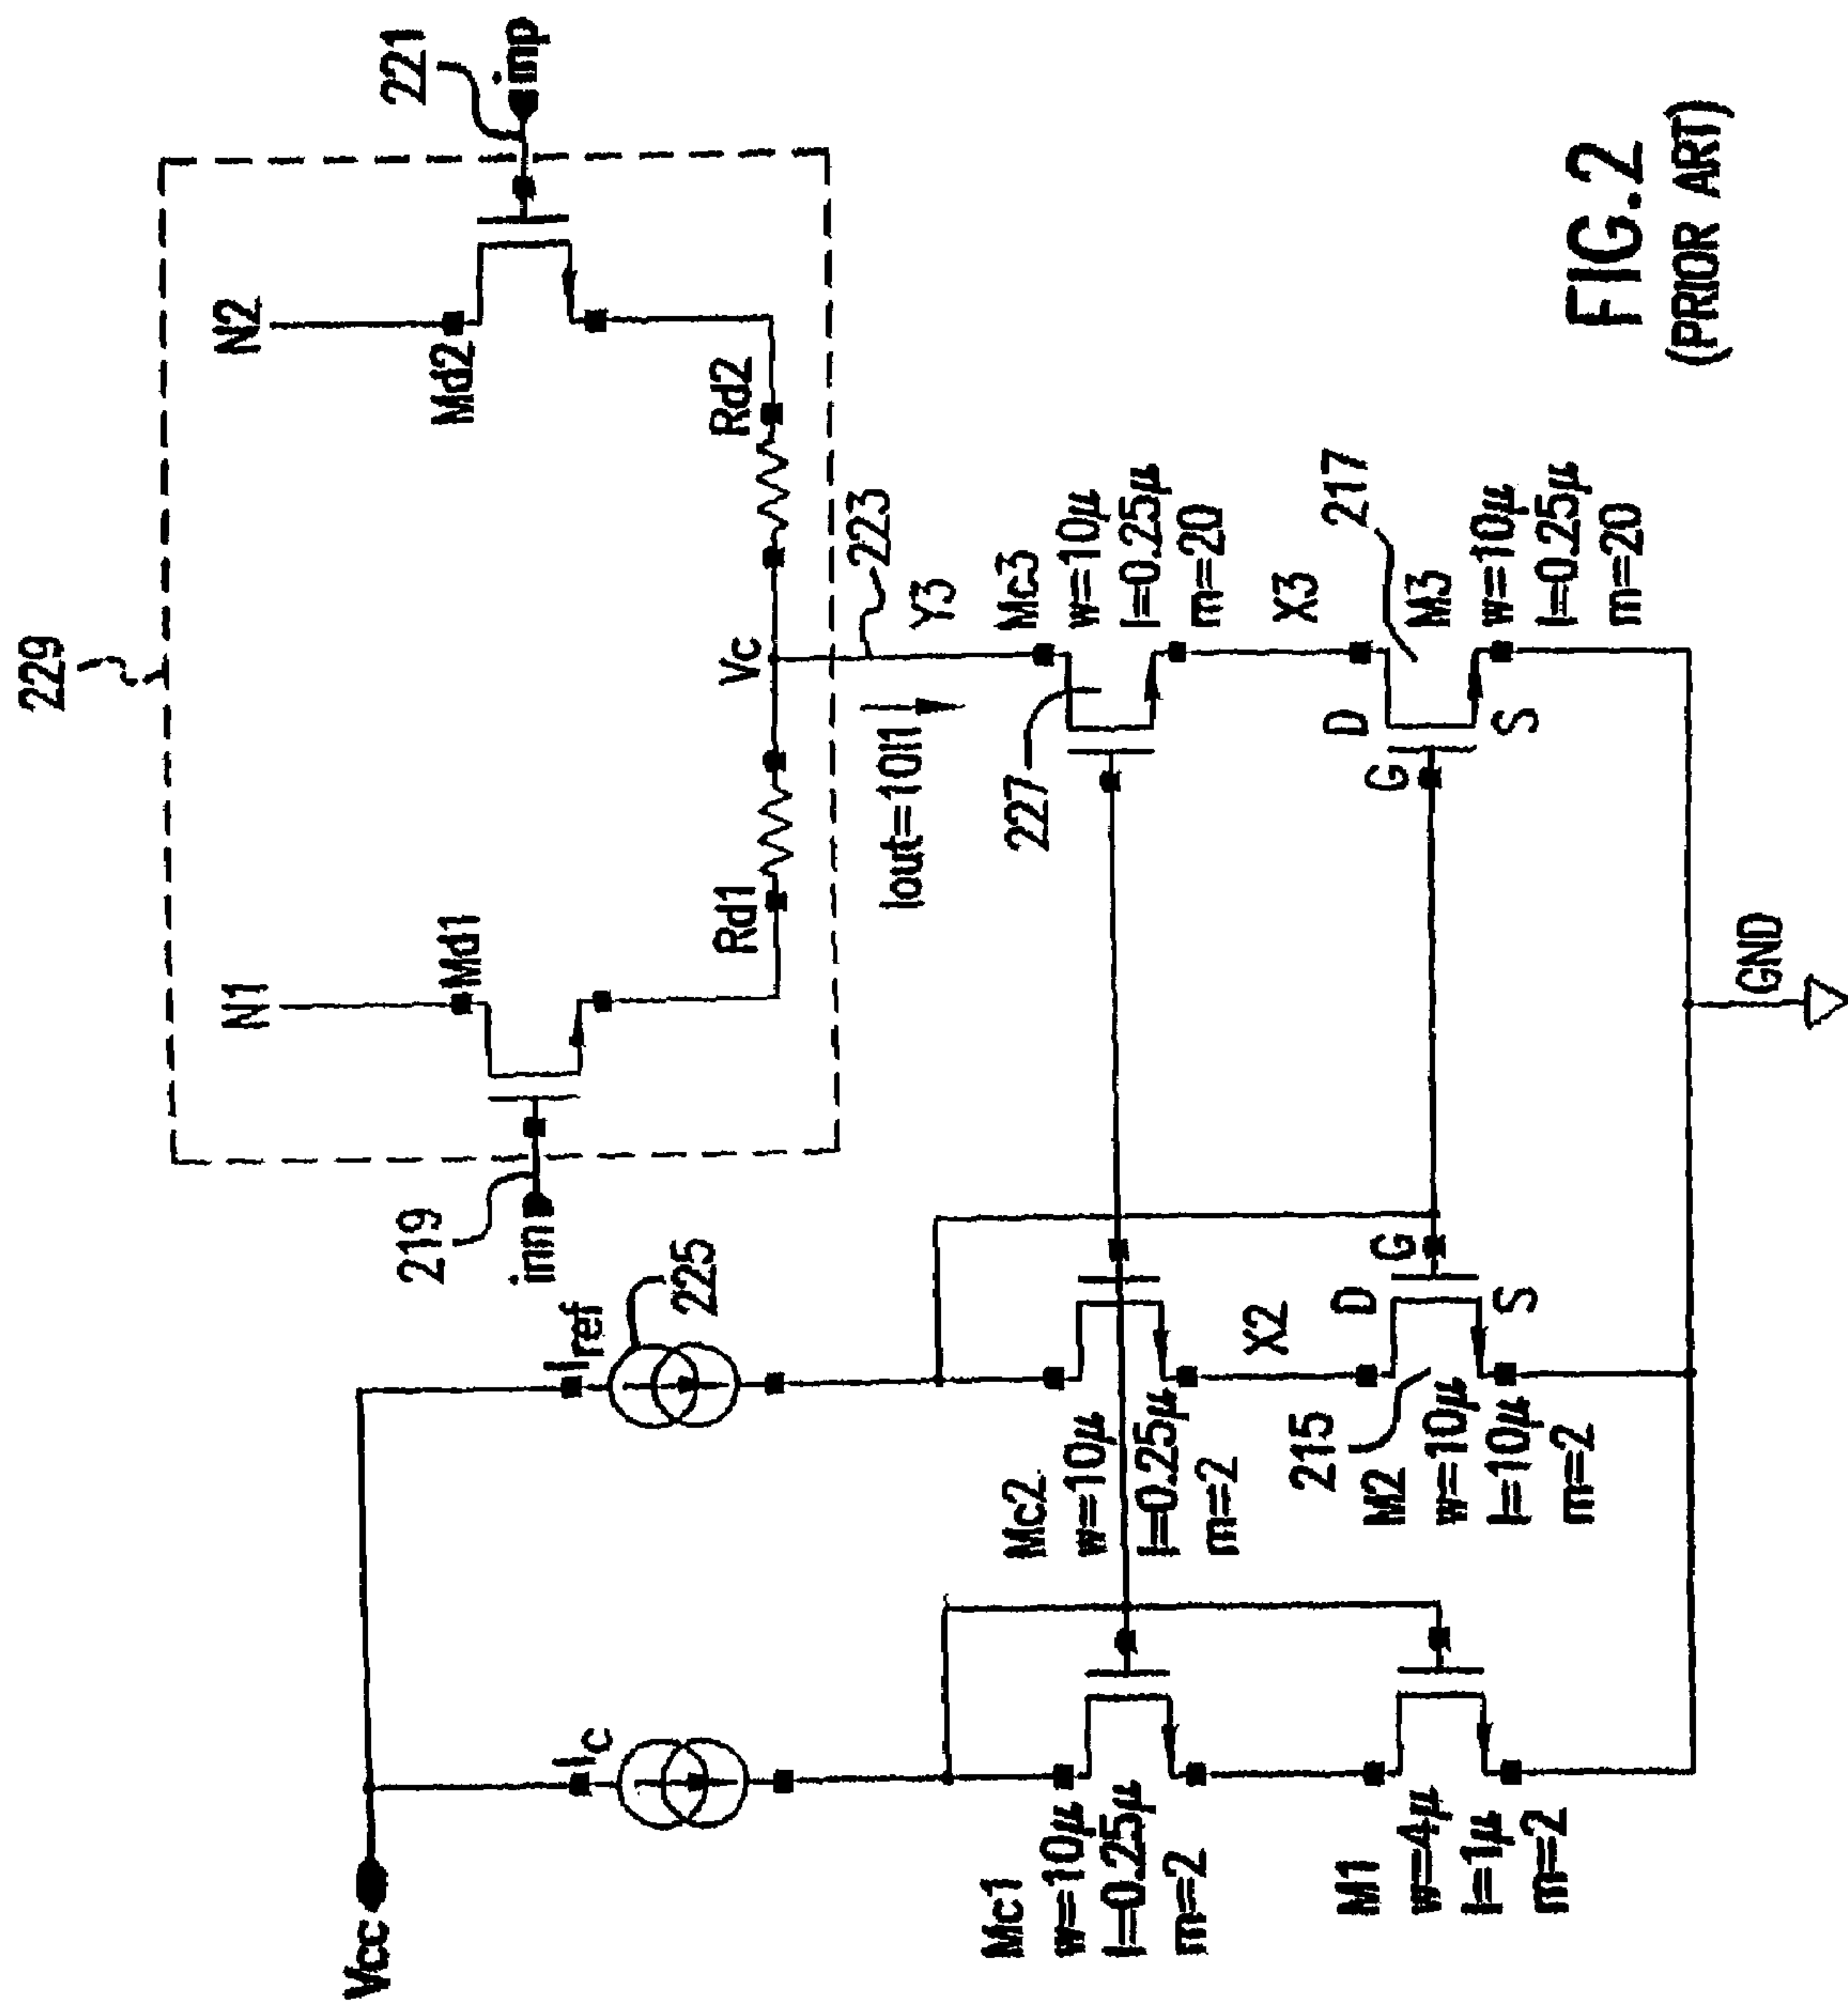 229
N1
N2
Md1
Md2
219
inn
221
inp
Rd1
Vc
Rd2
223
Iout=10I1
Y3
Vcc
Ic
Iref
225
Mc1
w=10μ
l=0.25μ
m=2
Mc2
w=10μ
l=0.25μ
m=2
227
Mc3
w=10μ
l=0.25μ
m=20
X2
X3
M1
w=4μ
l=1μ
m=2
215
M2
w=10μ
l=10μ
m=2
D
G
S
D
G
S
217
M3
w=10μ
l=0.25μ
m=20
GND
FIG.2
(PRIOR ART)